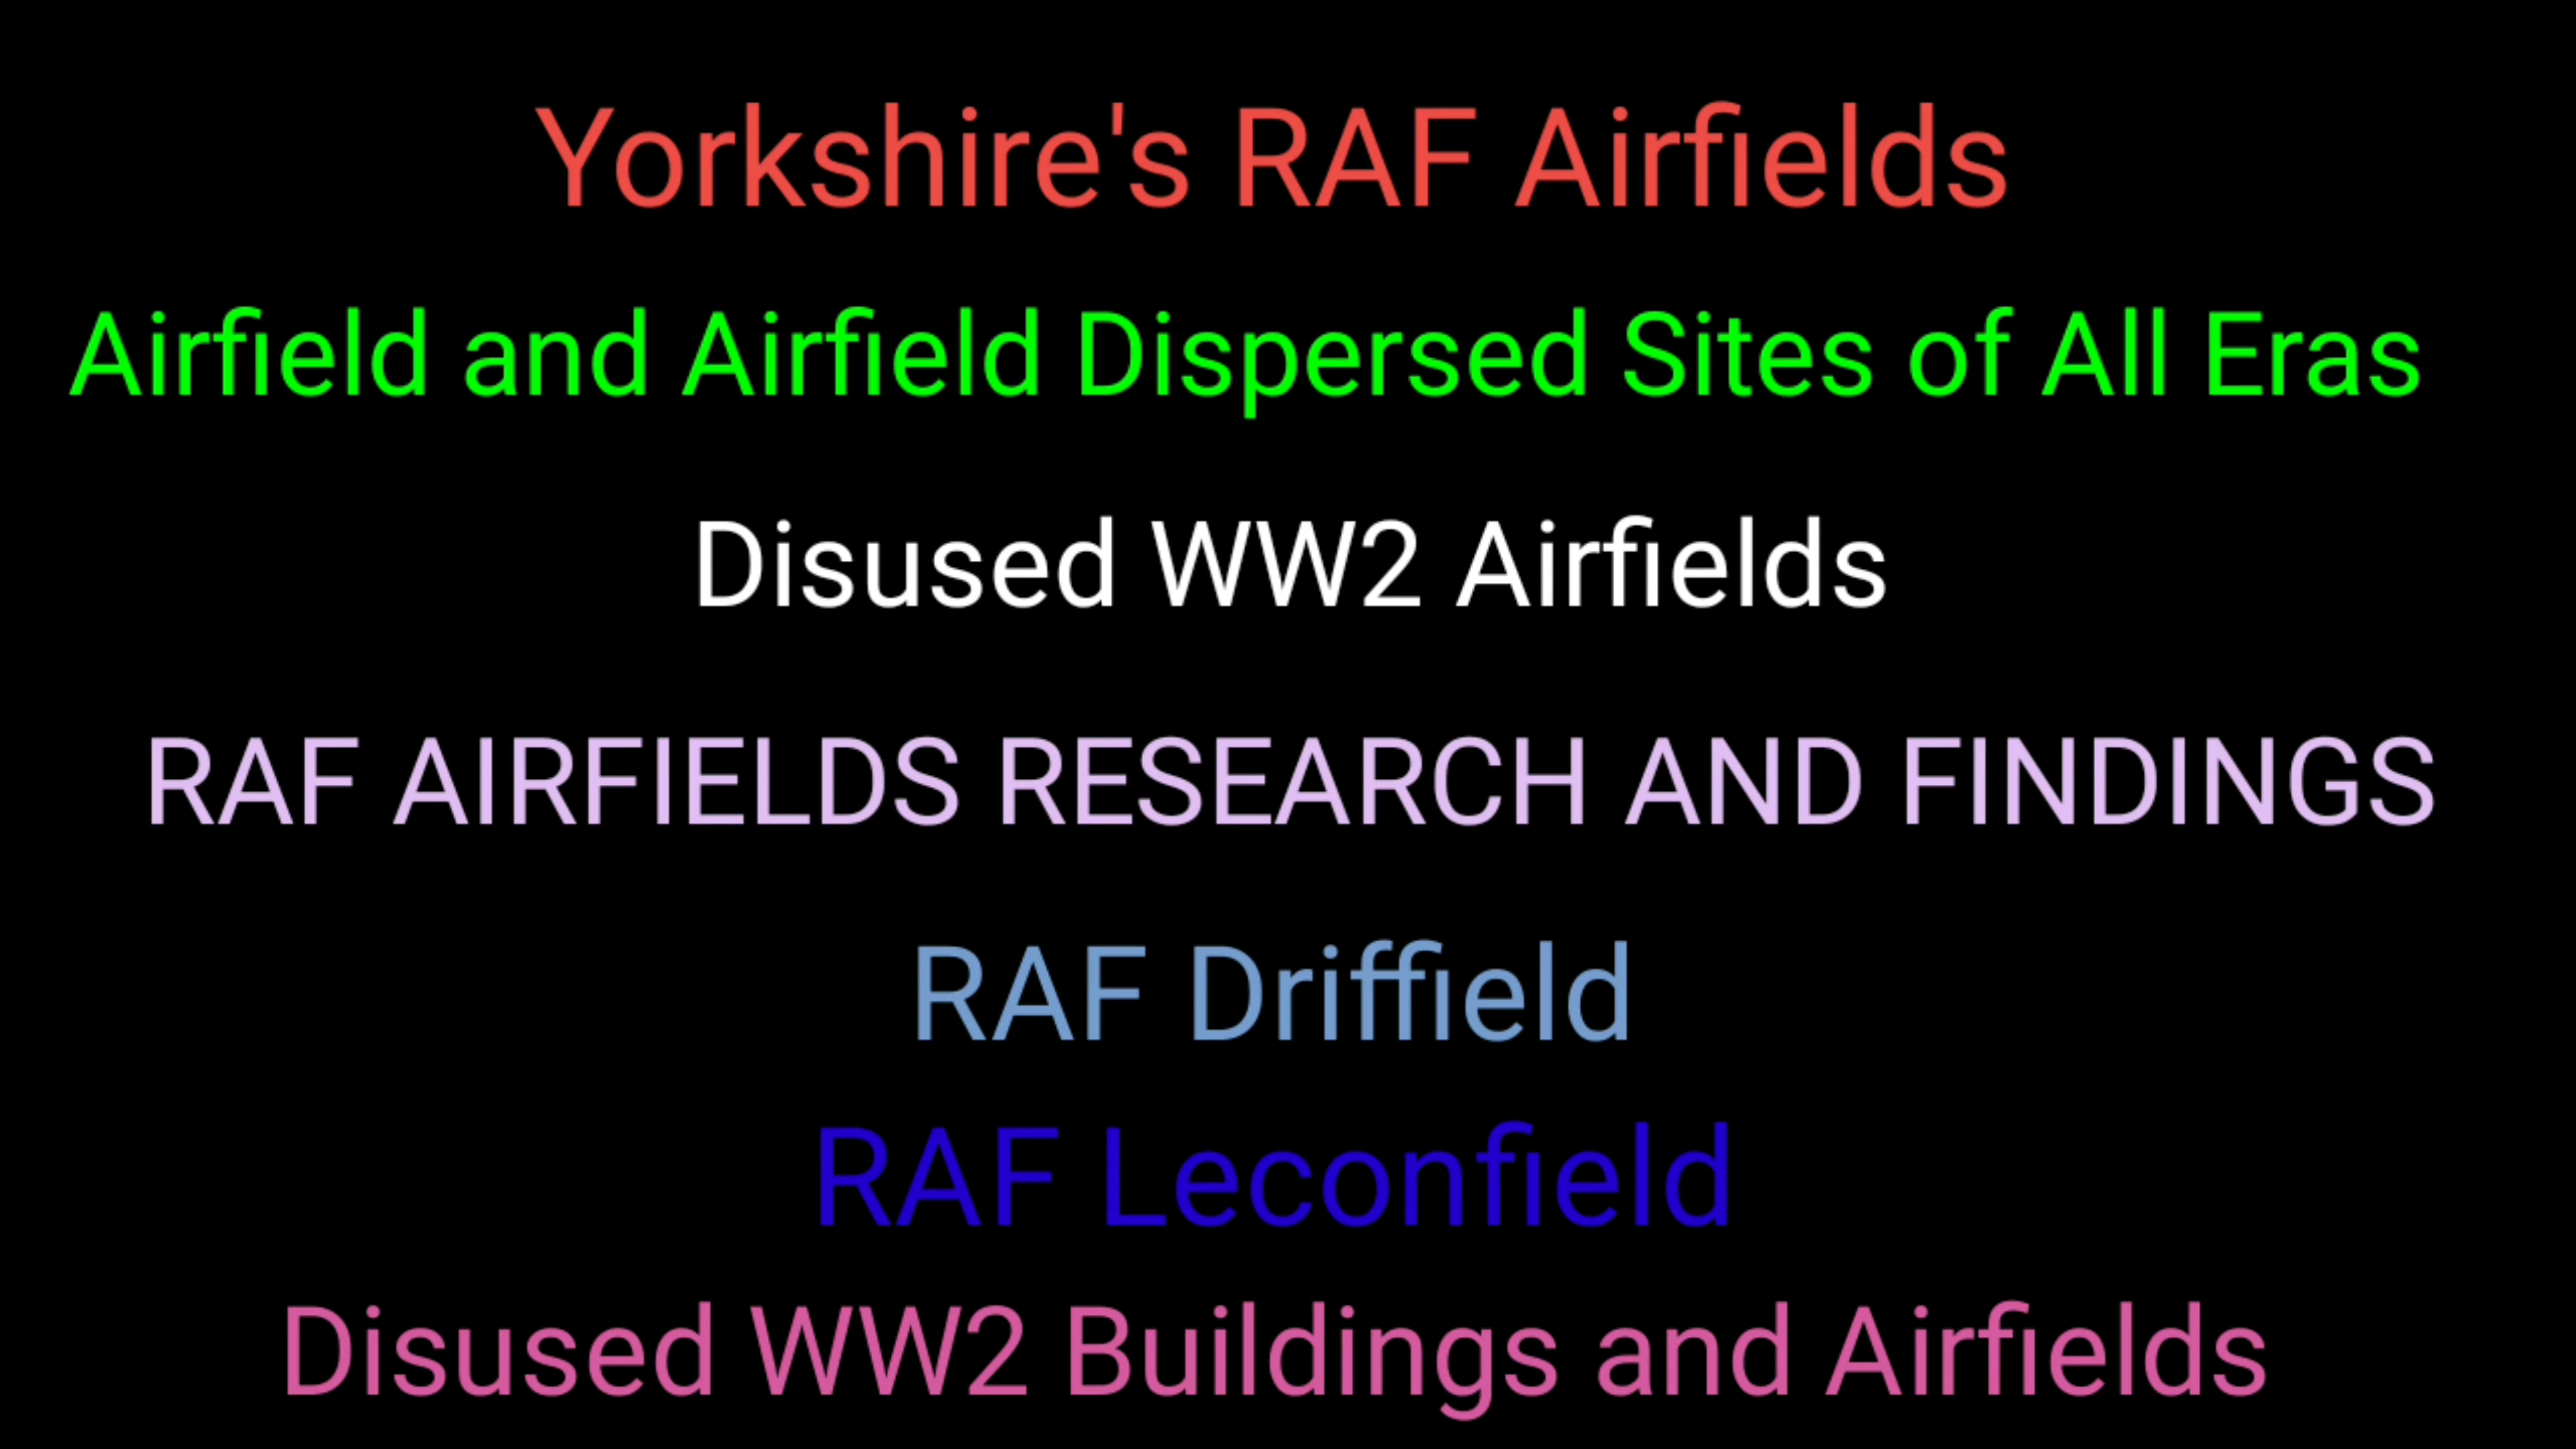 Yorkshire's RAF Airfields
Airfield and Airfield Dispersed Sites of All Eras
Disused WW2 Airfields
RAF AIRFIELDS RESEARCH AND FINDINGS
RAF Driffield
RAF Leconfield
Disused WW2 Buildings and Airfields